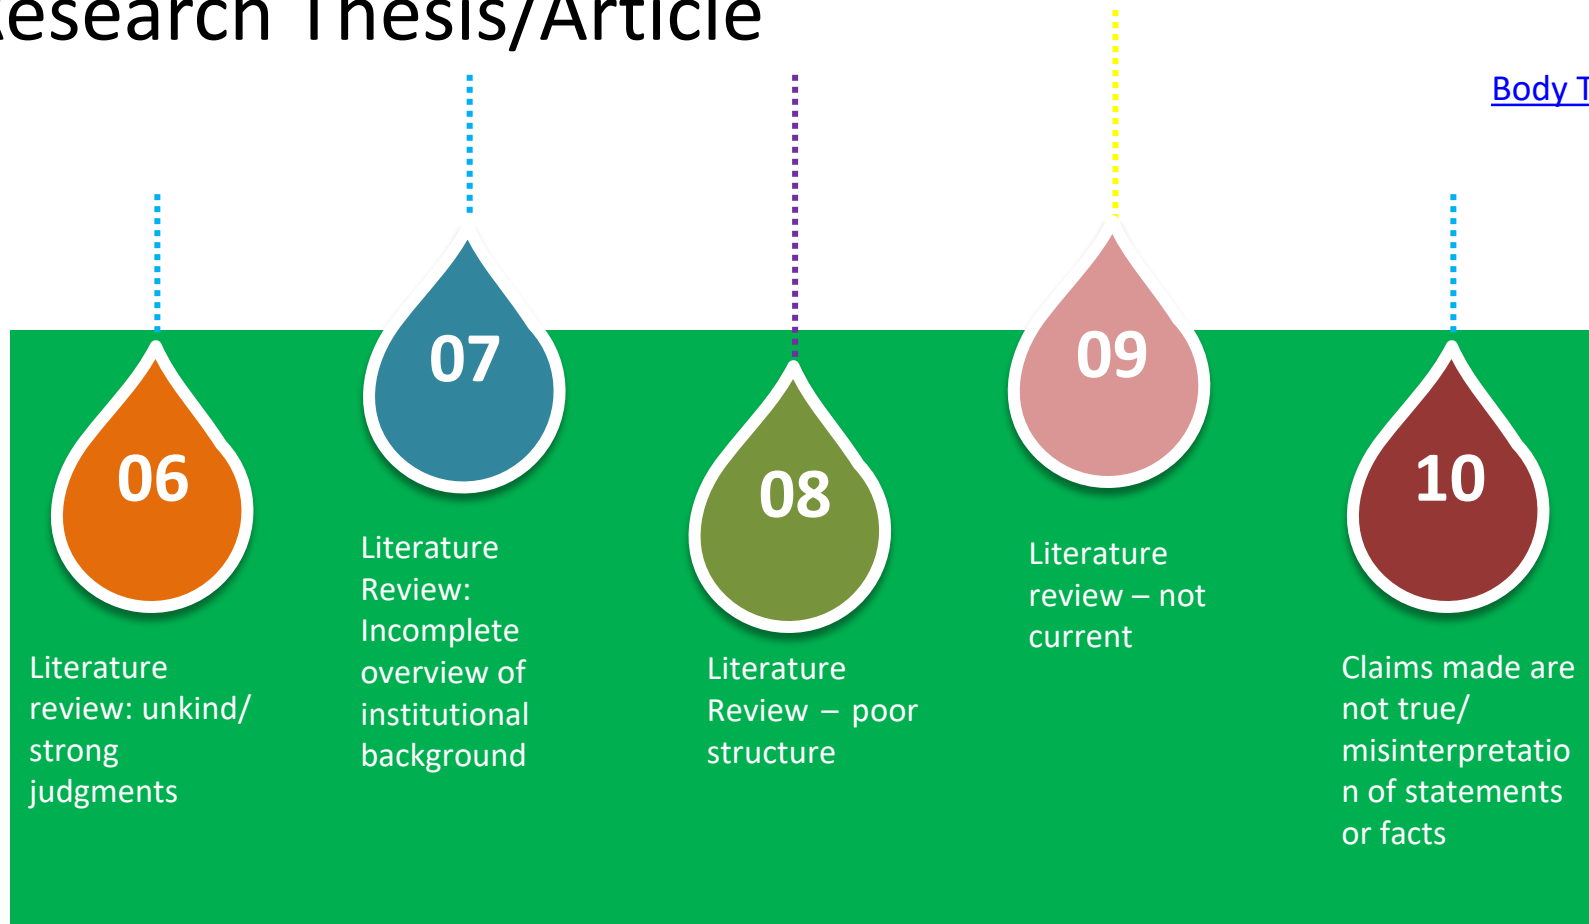 Research Thesis/Article
Body T
06
Literature
review: unkind/
strong
judgments
07
Literature
Review:
Incomplete
overview of
institutional
background
08
Literature
Review – poor
structure
09
Literature
review – not
current
10
Claims made are
not true/
misinterpretatio
n of statements
or facts